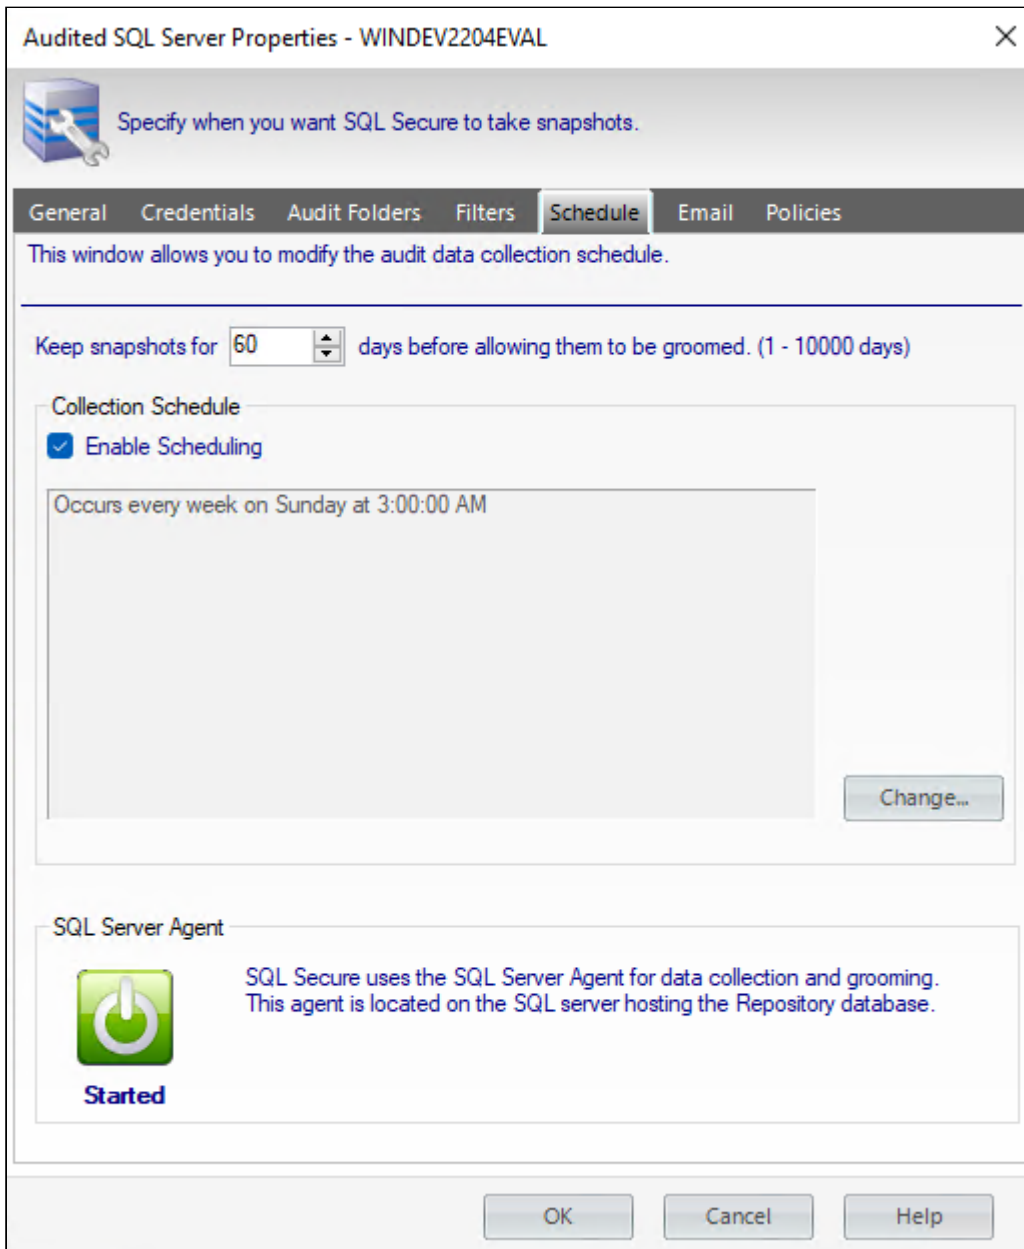 Audited SQL Server Properties - WINDEV2204EVAL
Specify when you want SQL Secure to take snapshots.
General Credentials Audit Folders Filters Schedule Email Policies
This window allows you to modify the audit data collection schedule.
Keep snapshots for 60 days before allowing them to be groomed. (1 - 10000 days)
Collection Schedule
Enable Scheduling
Occurs every week on Sunday at 3:00:00 AM
Change...
SQL Server Agent
SQL Secure uses the SQL Server Agent for data collection and grooming.
This agent is located on the SQL server hosting the Repository database.
Started
OK Cancel Help